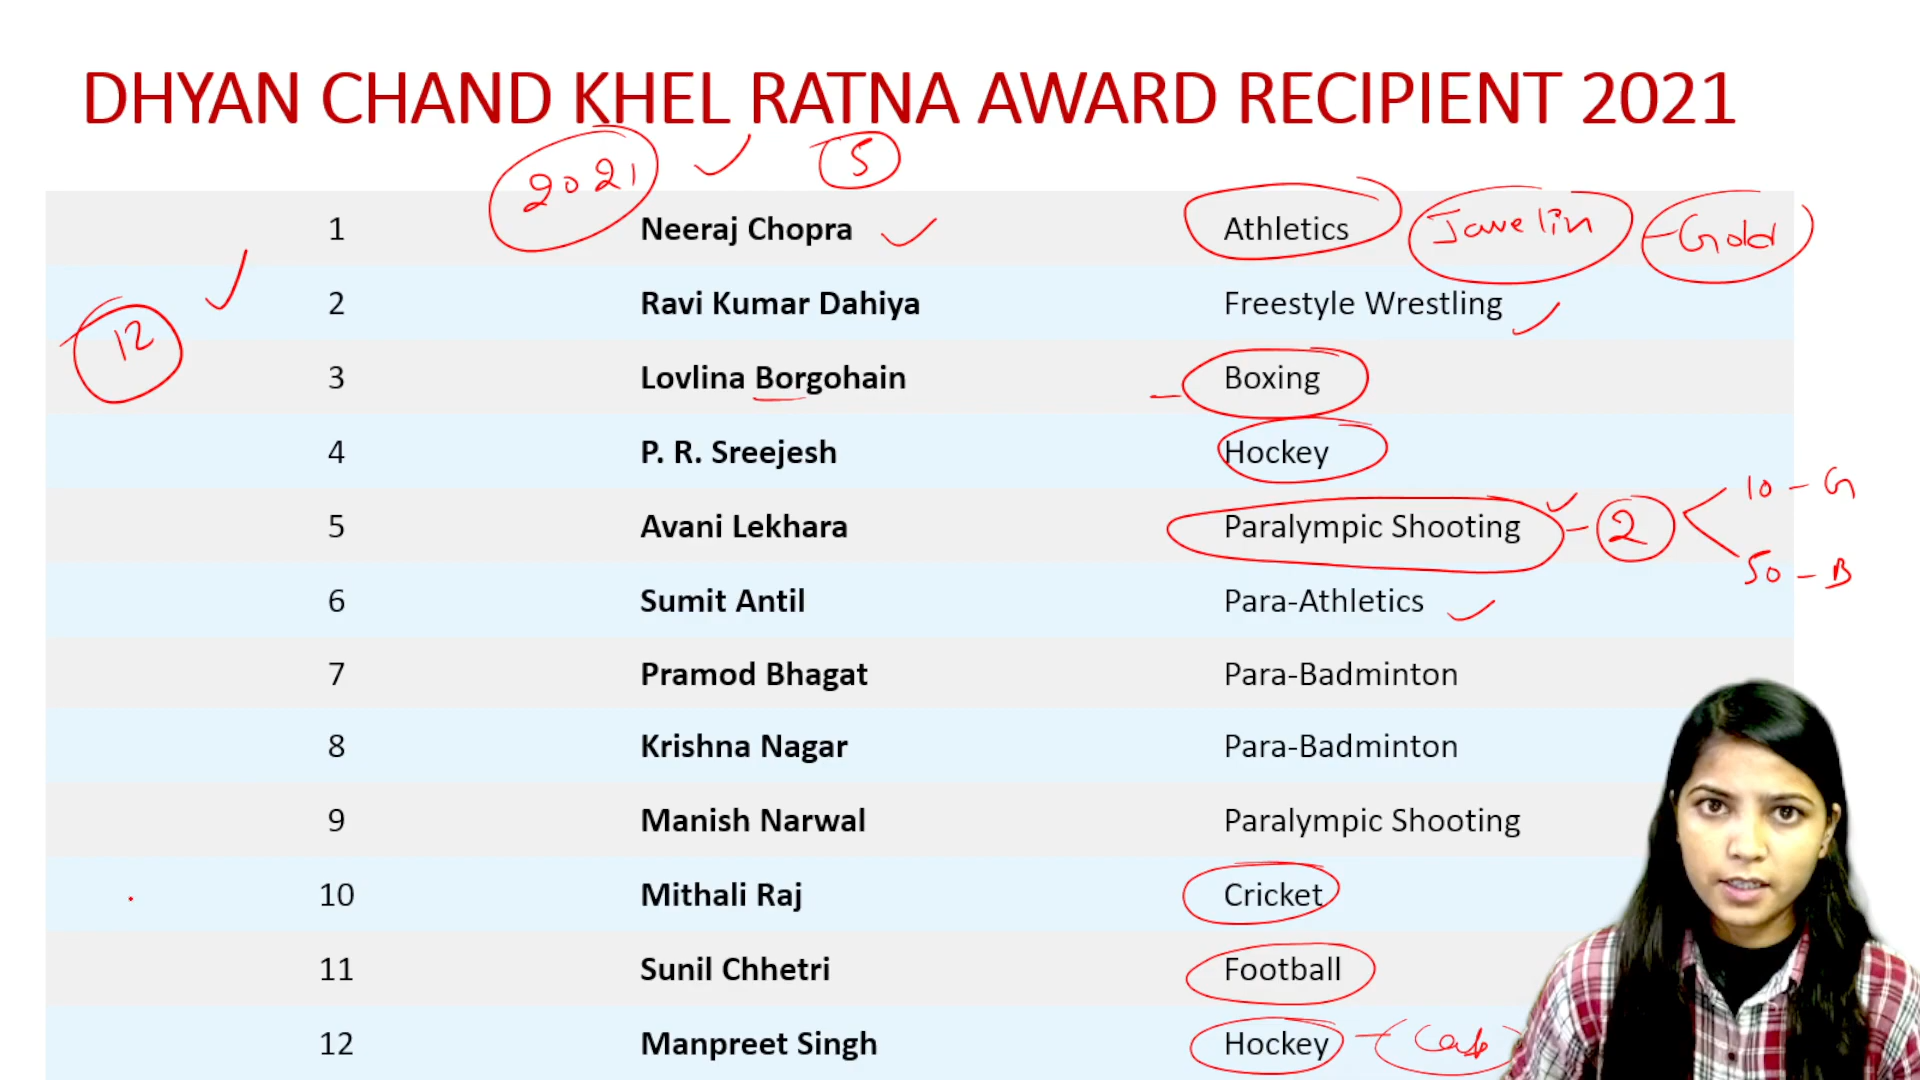 DHYAN CHAND KHEL RATNA AWARD RECIPIENT 2021
2021 5
1 Neeraj Chopra Athletics Javelin - Gold
2 Ravi Kumar Dahiya Freestyle Wrestling
12
3 Lovlina Borgohain - Boxing
4 P. R. Sreejesh Hockey
10 - G
5 Avani Lekhara Paralympic Shooting - 2
50 - B
6 Sumit Antil Para-Athletics
7 Pramod Bhagat Para-Badminton
8 Krishna Nagar Para-Badminton
9 Manish Narwal Paralympic Shooting
10 Mithali Raj Cricket
11 Sunil Chhetri Football
12 Manpreet Singh Hockey -